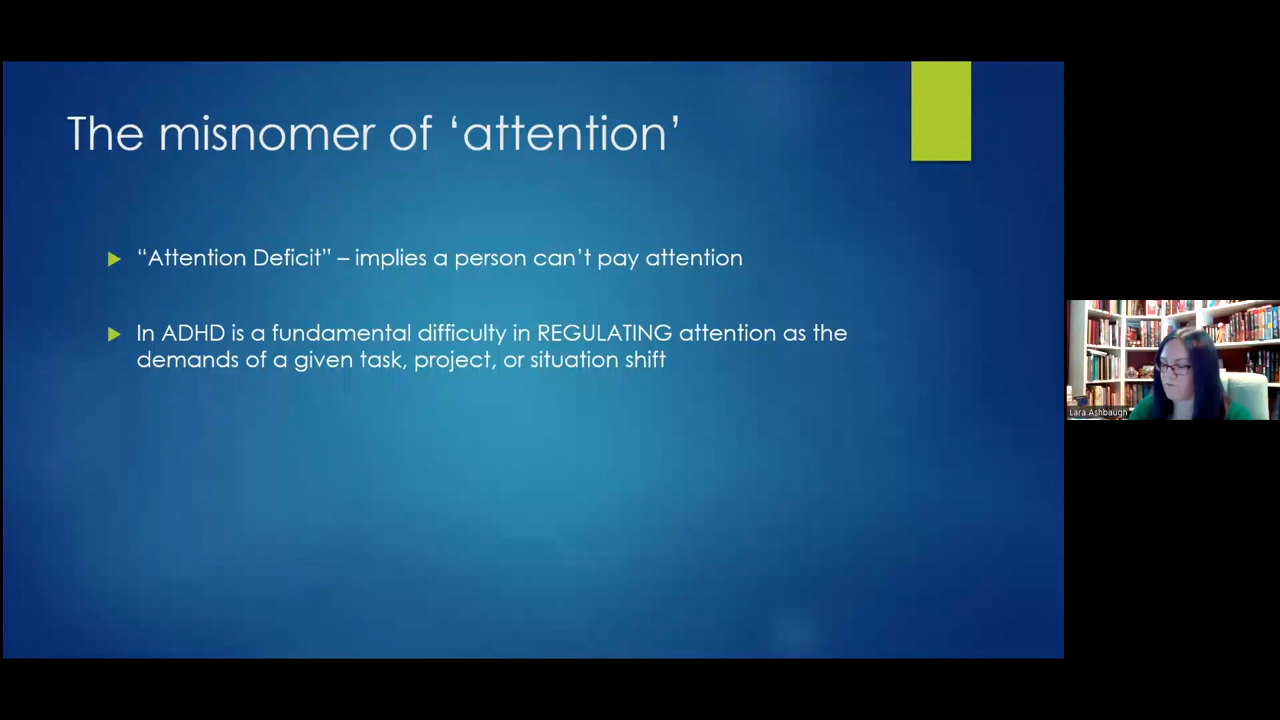 The misnomer of ‘attention’
“Attention Deficit” – implies a person can’t pay attention
In ADHD is a fundamental difficulty in REGULATING attention as the
demands of a given task, project, or situation shift
Lara Ashbaugh